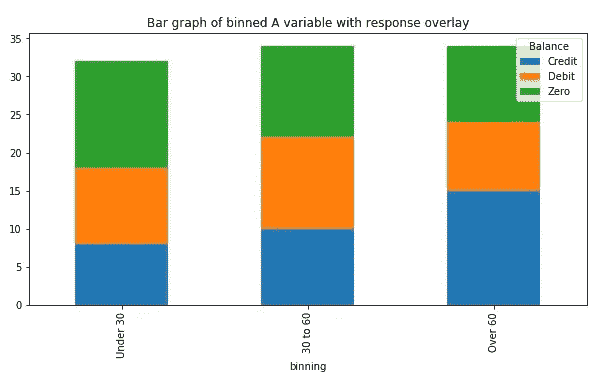 Bar graph of binned A variable with response overlay
35
30
25
20
15
10
5
0
Balance
Credit
Debit
Zero
Under 30
30 to 60
Over 60
binning